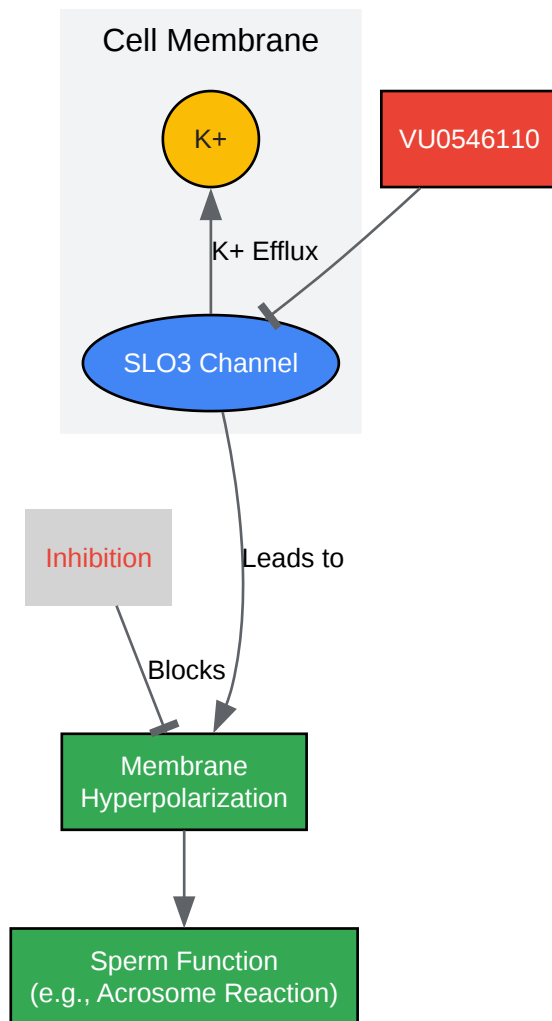 Cell Membrane
K+
VU0546110
K+ Efflux
SLO3 Channel
Inhibition
Leads to
Blocks
Membrane
Hyperpolarization
Sperm Function
(e.g., Acrosome Reaction)